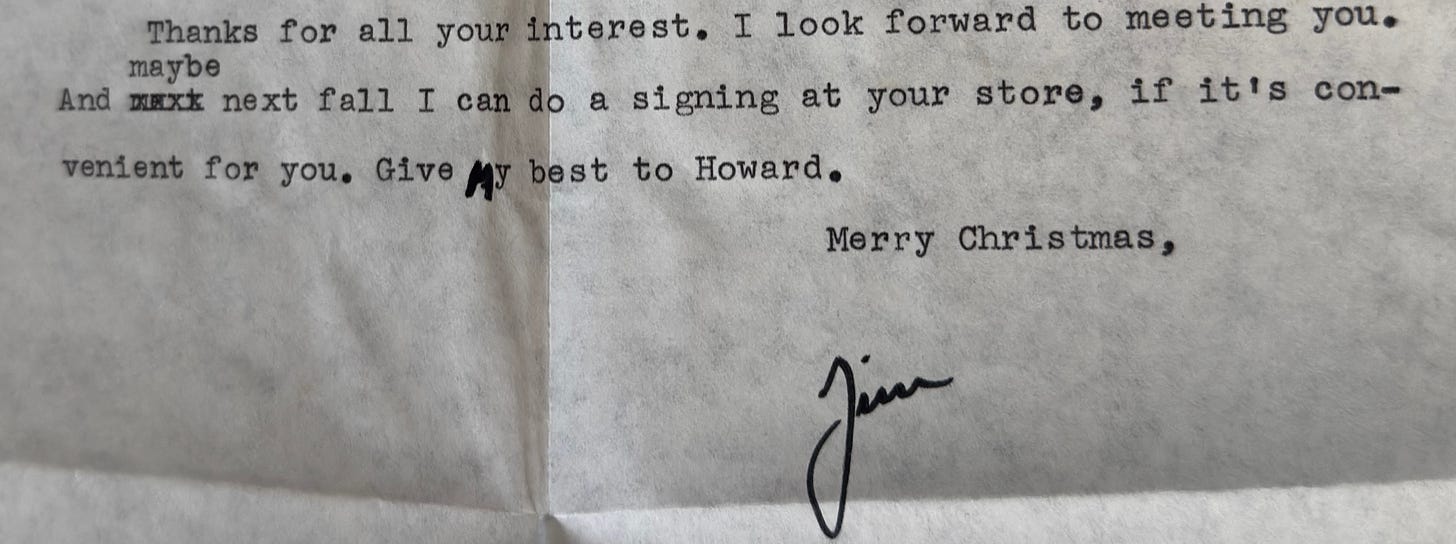 Thanks for all your interest. I look forward to meeting you.
maybe
And next fall I can do a signing at your store, if it's con-
venient for you. Give My best to Howard.
Merry Christmas,
Jim